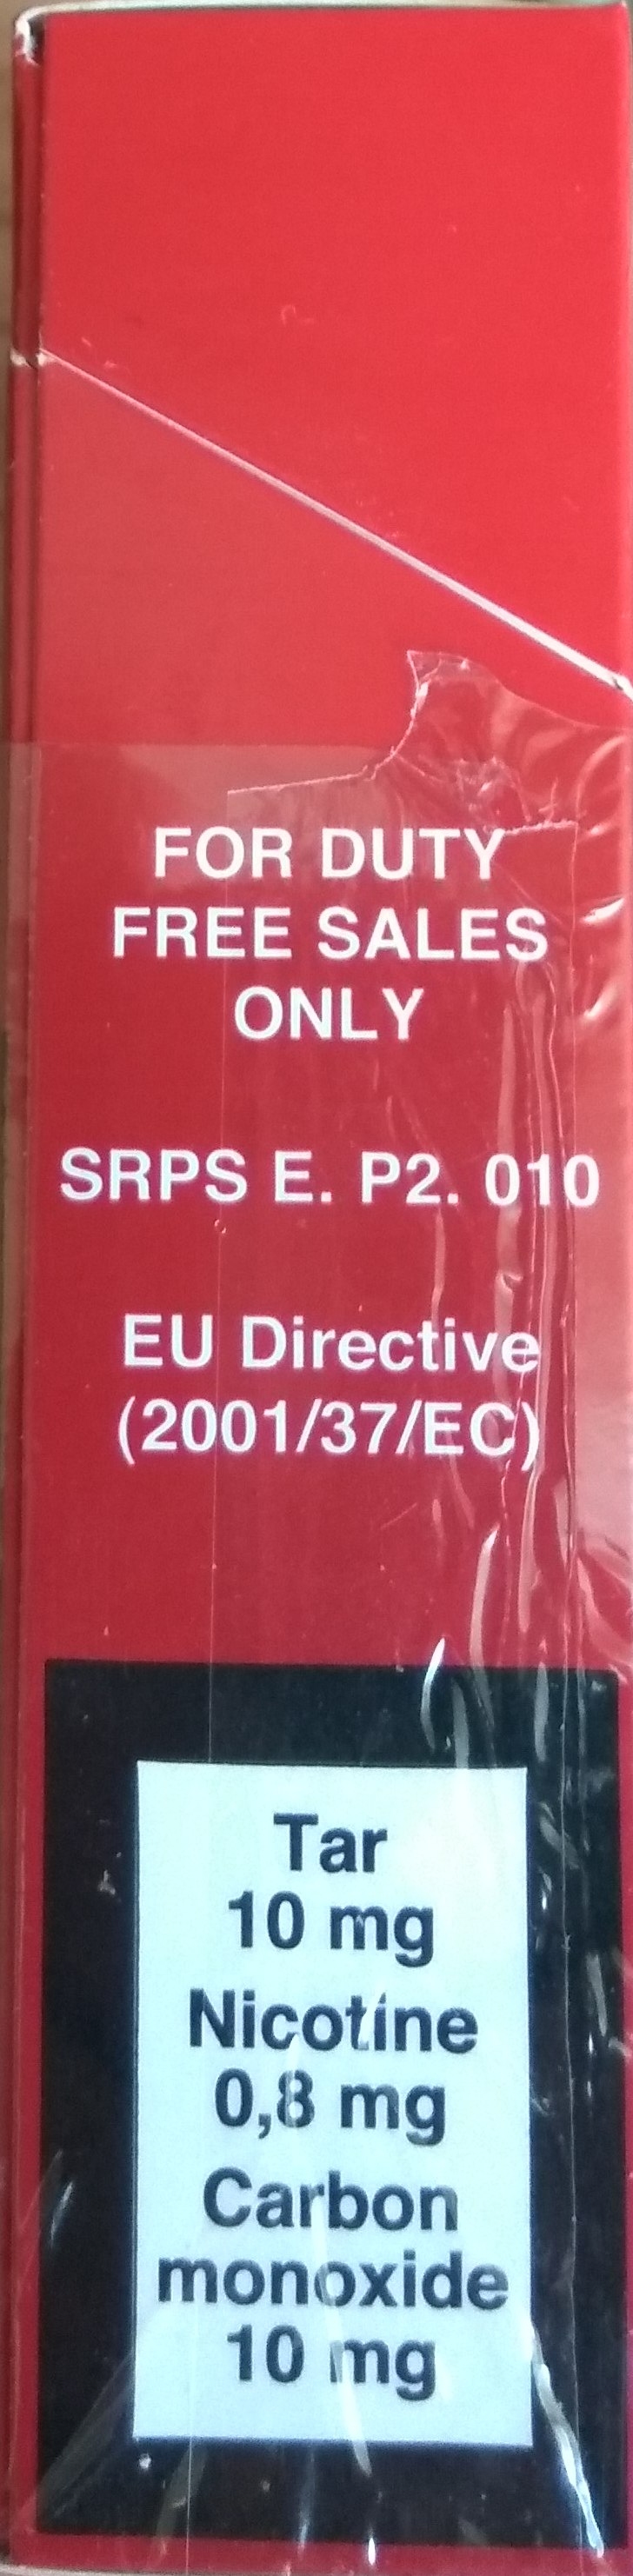 FOR DUTY
FREE SALES
ONLY
SRPS E. P2. 010
EU Directive
(2001/37/EC)
Tar
10 mg
Nicotine
0,8 mg
Carbon
monoxide
10 mg